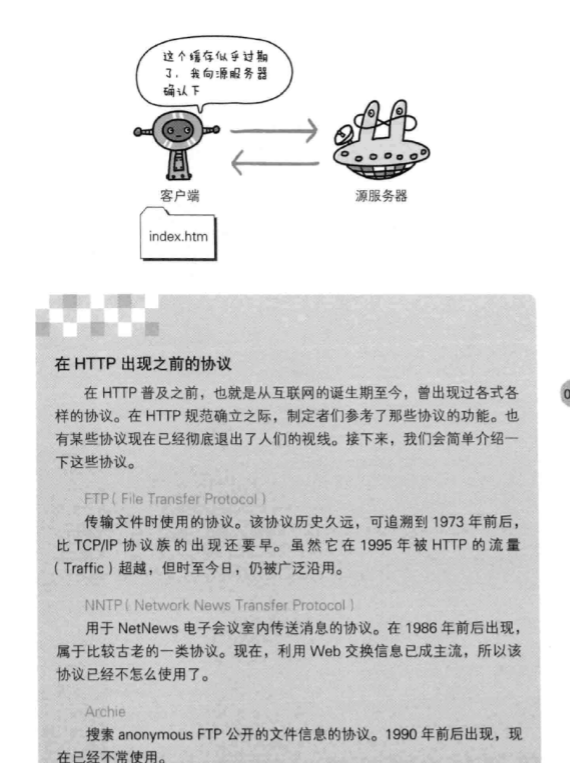 这个缓存似乎过期
了，我向源服务器
确认下
客户端
源服务器
index.htm
在 HTTP 出现之前的协议
在 HTTP 普及之前，也就是从互联网的诞生期至今，曾出现过各式各
样的协议。在 HTTP 规范确立之际，制定者们参考了那些协议的功能。也
有某些协议现在已经彻底退出了人们的视线。接下来，我们会简单介绍一
下这些协议。
FTP（File Transfer Protocol）
传输文件时使用的协议。该协议历史久远，可追溯到 1973 年前后，
比 TCP/IP 协议族的出现还要早。虽然它在 1995 年被 HTTP 的流量
（Traffic）超越，但时至今日，仍被广泛沿用。
NNTP（Network News Transfer Protocol）
用于 NetNews 电子会议室内传送消息的协议。在 1986 年前后出现，
属于比较古老的一类协议。现在，利用 Web 交换信息已成主流，所以该
协议已经不怎么使用了。
Archie
搜索 anonymous FTP 公开的文件信息的协议。1990 年前后出现，现
在已经不常使用。